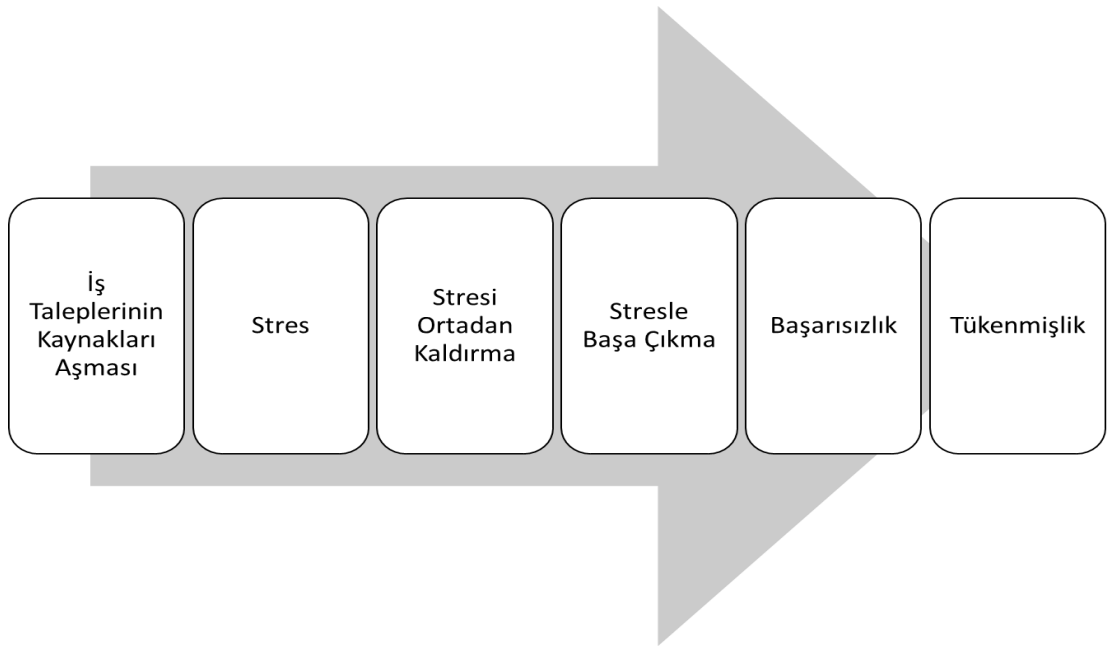 İş
Taleplerinin
Kaynakları
Aşması
Stres
Stresi
Ortadan
Kaldırma
Stresle
Başa Çıkma
Başarısızlık
Tükenmişlik